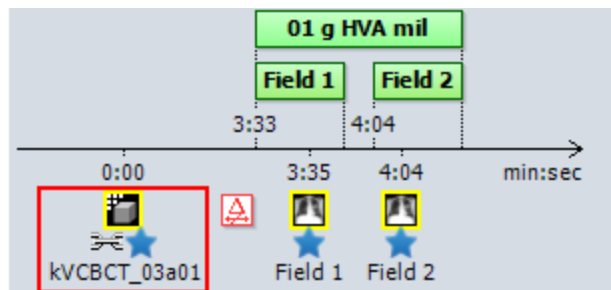 01 g HVA mil
Field 1 Field 2
3:33 4:04
0:00 3:35 4:04 min:sec
kVCBCT_03a01 Field 1 Field 2